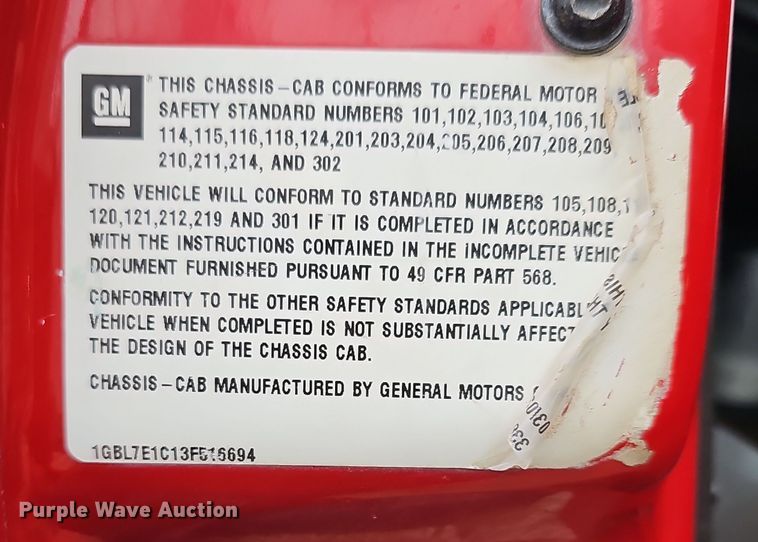 GM
® THIS CHASSIS-CAB CONFORMS TO FEDERAL MOTOR
SAFETY STANDARD NUMBERS 101,102,103,104,106,10
114,115,116,118,124,201,203,204,205,206,207,208,209
210,211,214, AND 302
THIS VEHICLE WILL CONFORM TO STANDARD NUMBERS 105,108,1
120,121,212,219 AND 301 IF IT IS COMPLETED IN ACCORDANCE
WITH THE INSTRUCTIONS CONTAINED IN THE INCOMPLETE VEHIC
DOCUMENT FURNISHED PURSUANT TO 49 CFR PART 568.
CONFORMITY TO THE OTHER SAFETY STANDARDS APPLICABL
VEHICLE WHEN COMPLETED IS NOT SUBSTANTIALLY AFFECT
THE DESIGN OF THE CHASSIS CAB.
CHASSIS-CAB MANUFACTURED BY GENERAL MOTORS
1GBL7E1C13F516694
Purple Wave Auction